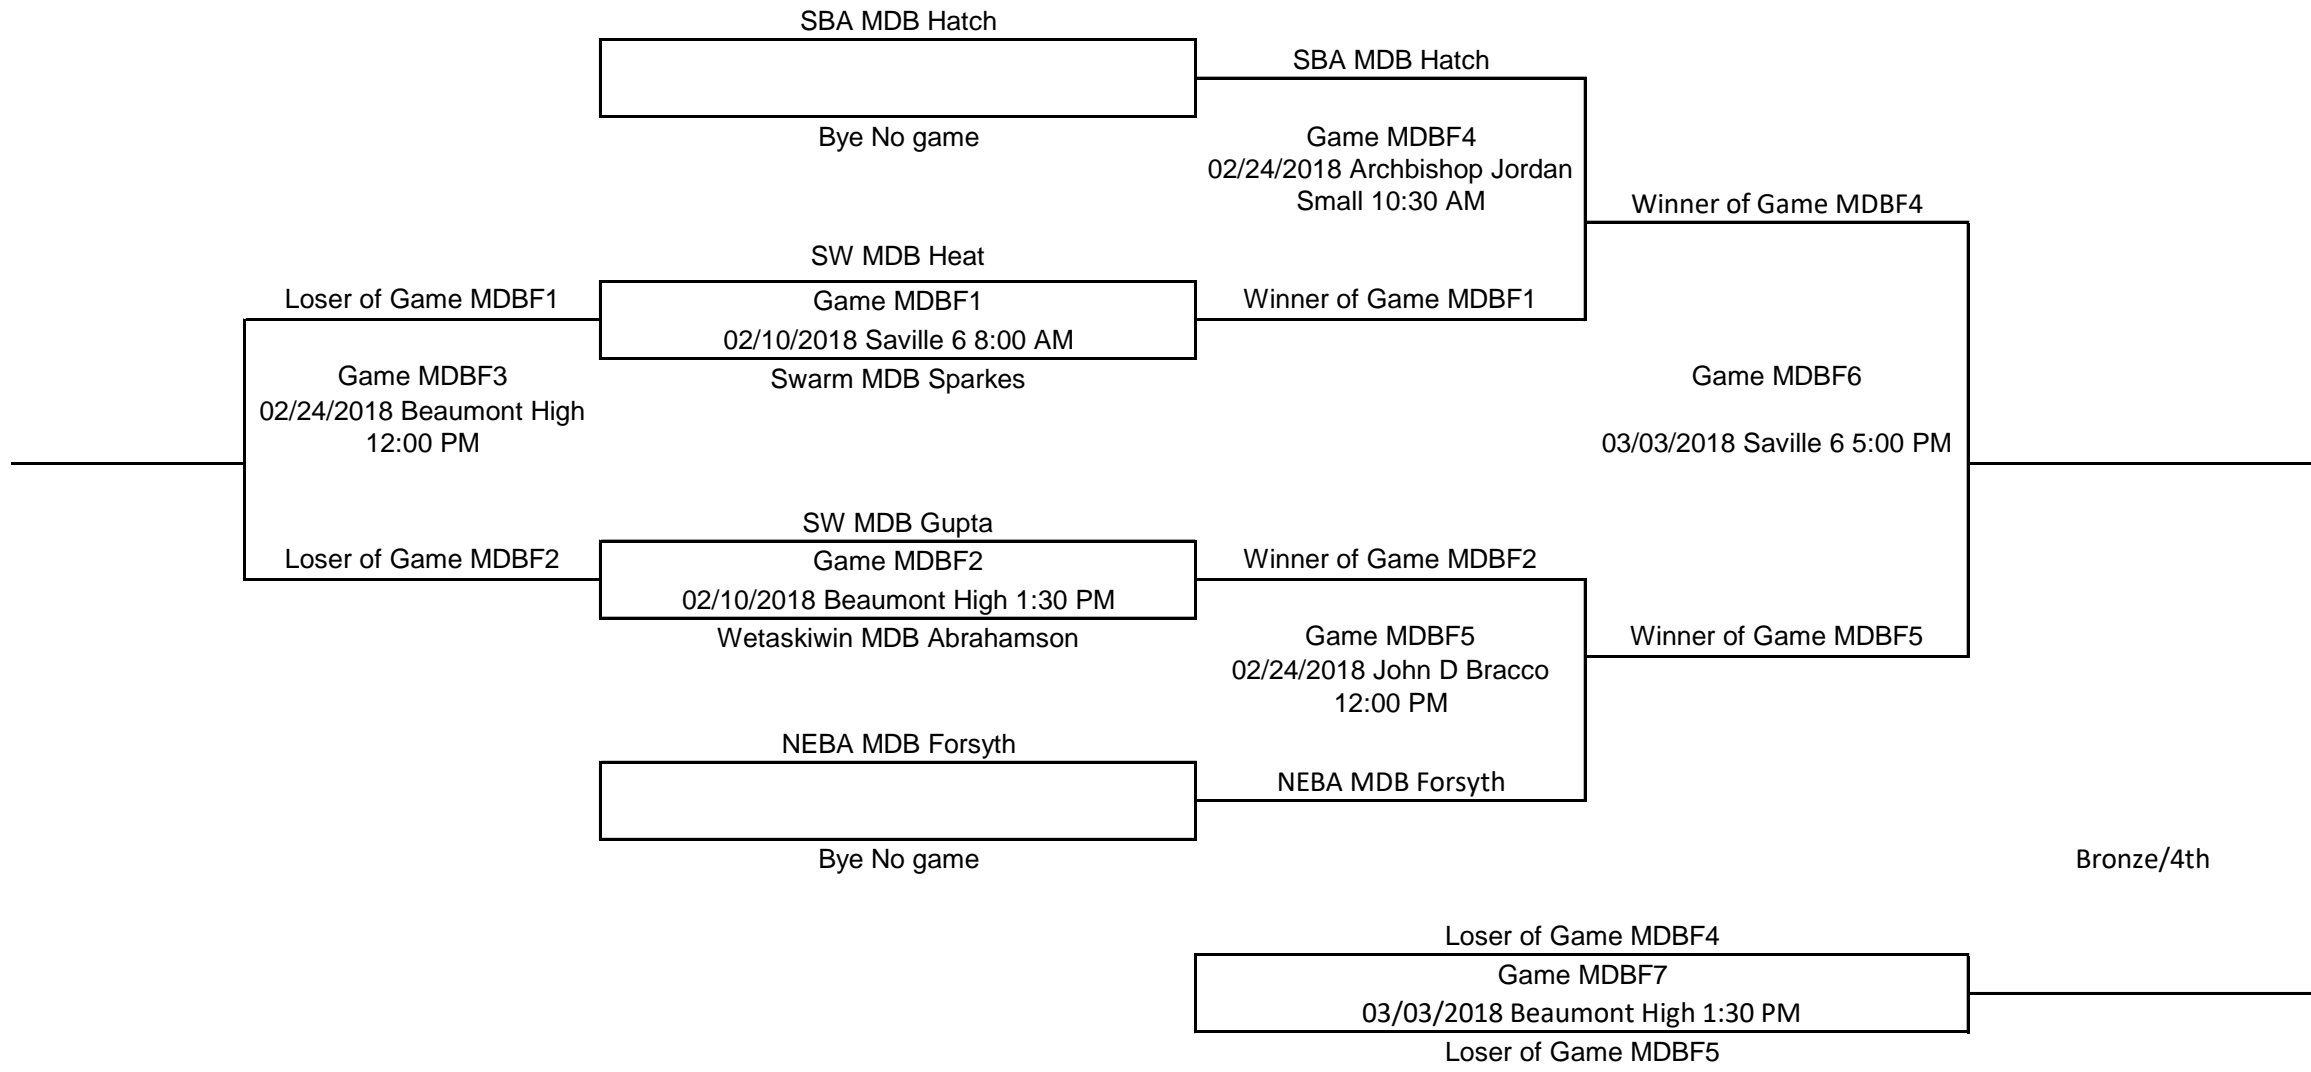 SBA MDB Hatch
SBA MDB Hatch
Bye No game
Game MDBF4
02/24/2018 Archbishop Jordan
Small 10:30 AM
Winner of Game MDBF4
SW MDB Heat
Loser of Game MDBF1
Game MDBF1
Winner of Game MDBF1
02/10/2018 Saville 6 8:00 AM
Swarm MDB Sparkes
Game MDBF3
02/24/2018 Beaumont High
12:00 PM
Game MDBF6
03/03/2018 Saville 6 5:00 PM
SW MDB Gupta
Loser of Game MDBF2
Game MDBF2
Winner of Game MDBF2
02/10/2018 Beaumont High 1:30 PM
Wetaskiwin MDB Abrahamson
Game MDBF5
02/24/2018 John D Bracco
12:00 PM
Winner of Game MDBF5
NEBA MDB Forsyth
NEBA MDB Forsyth
Bye No game
Bronze/4th
Loser of Game MDBF4
Game MDBF7
03/03/2018 Beaumont High 1:30 PM
Loser of Game MDBF5